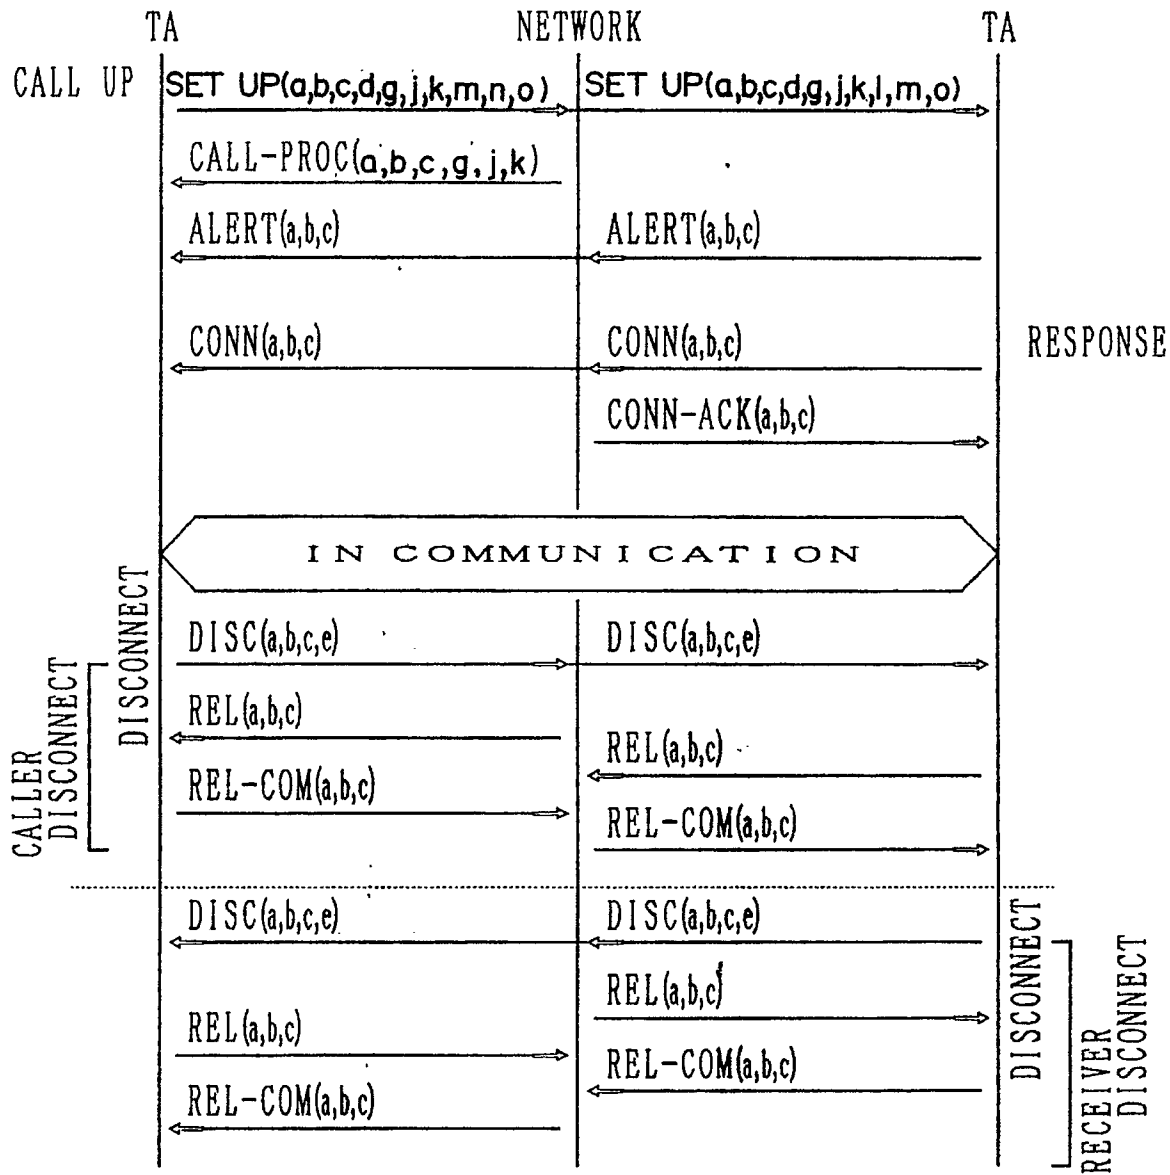 TA NETWORK TA
CALL UP SET UP(a,b,c,d,g,j,k,m,n,o) SET UP(a,b,c,d,g,j,k,l,m,o)
CALL-PROC(a,b,c,g,j,k)
ALERT(a,b,c) ALERT(a,b,c)
CONN(a,b,c) CONN(a,b,c) RESPONSE
CONN-ACK(a,b,c)
IN COMMUNICATION
DISCONNECT
CALLER
DISCONNECT
DISC(a,b,c,e) DISC(a,b,c,e)
REL(a,b,c)
REL(a,b,c)
REL-COM(a,b,c)
REL-COM(a,b,c)
DISC(a,b,c,e) DISC(a,b,c,e)
REL(a,b,c)
REL(a,b,c)
REL-COM(a,b,c)
REL-COM(a,b,c)
DISCONNECT
RECEIVER
DISCONNECT